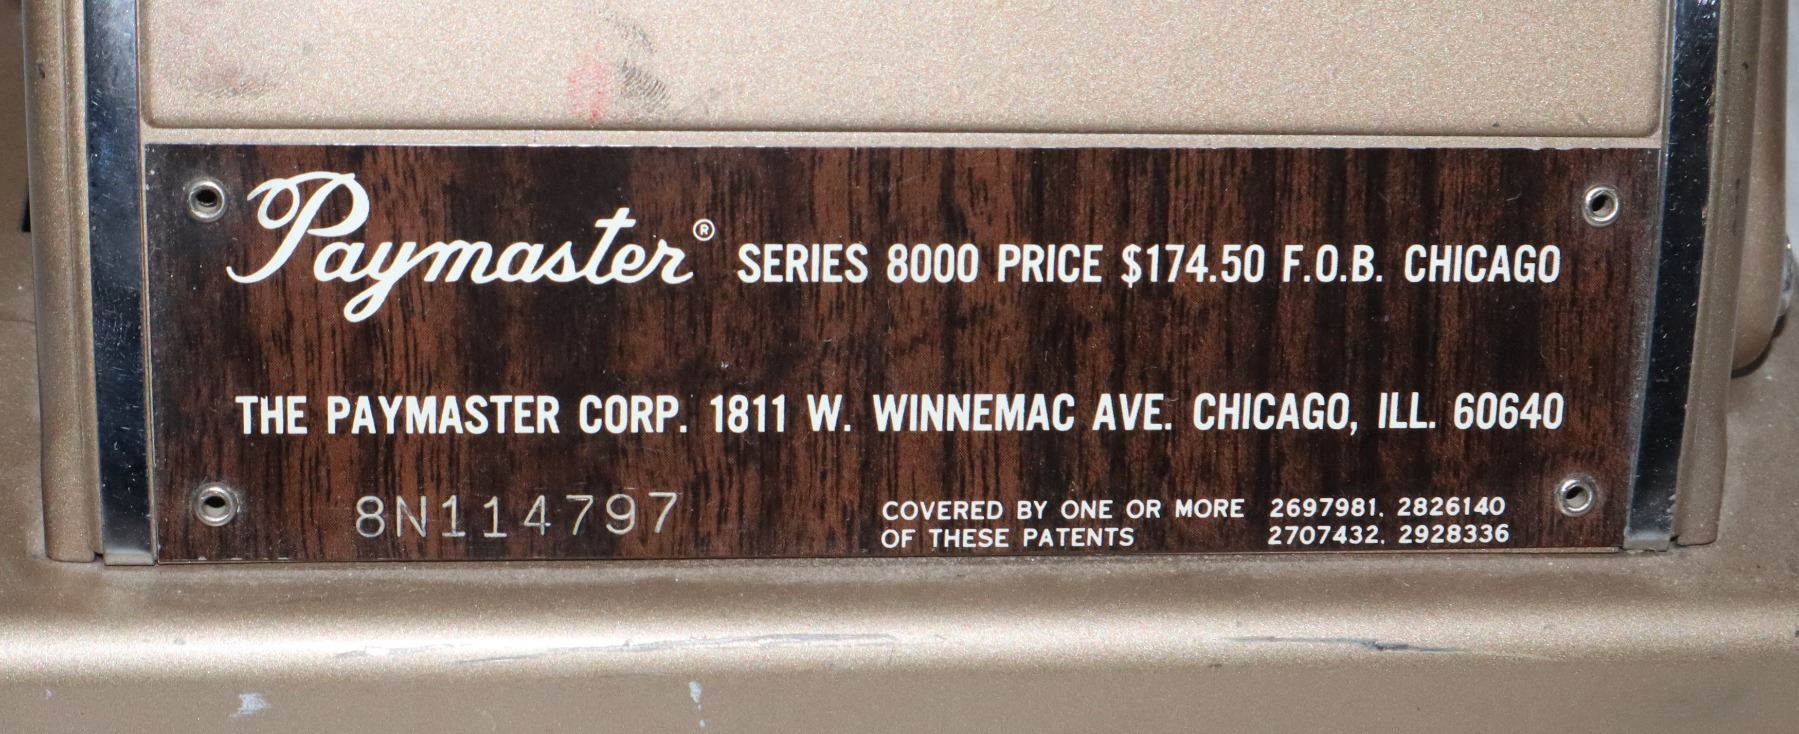 Paymaster® SERIES 8000 PRICE $174.50 F.O.B. CHICAGO
THE PAYMASTER CORP. 1811 W. WINNEMAC AVE. CHICAGO, ILL. 60640
8N114797
COVERED BY ONE OR MORE 2697981, 2826140
OF THESE PATENTS 2707432, 2928336